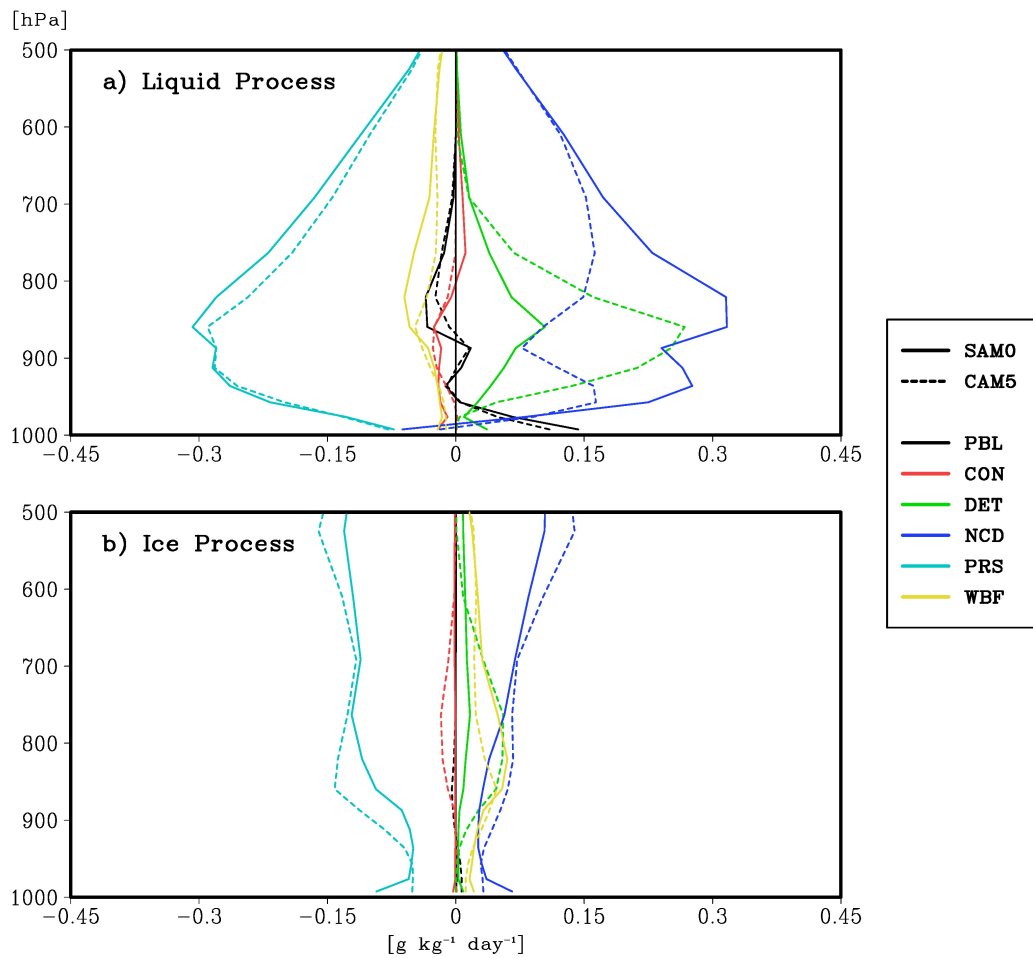 [hPa]
500
a) Liquid Process
600
700
800
900
1000
-0.45 -0.3 -0.15 0 0.15 0.3 0.45
500
b) Ice Process
600
700
800
900
1000
-0.45 -0.3 -0.15 0 0.15 0.3 0.45
[g kg⁻¹ day⁻¹]
SAM0
CAM5
PBL
CON
DET
NCD
PRS
WBF